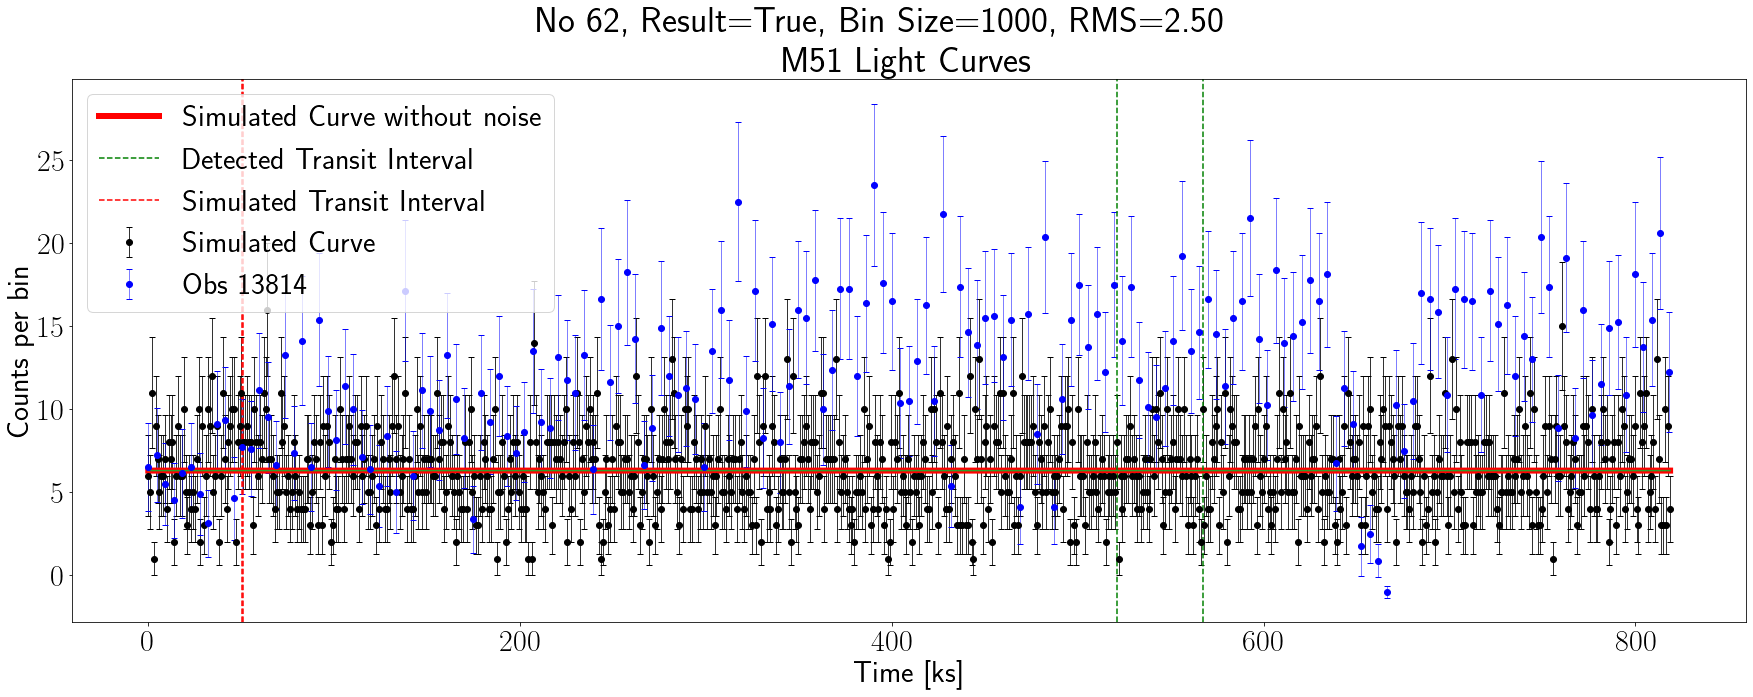 No 62, Result=True, Bin Size=1000, RMS=2.50
M51 Light Curves
Simulated Curve without noise
Detected Transit Interval
Simulated Transit Interval
Simulated Curve
Obs 13814
Counts per bin
25
20
15
10
5
0
0 200 400 600 800
Time [ks]